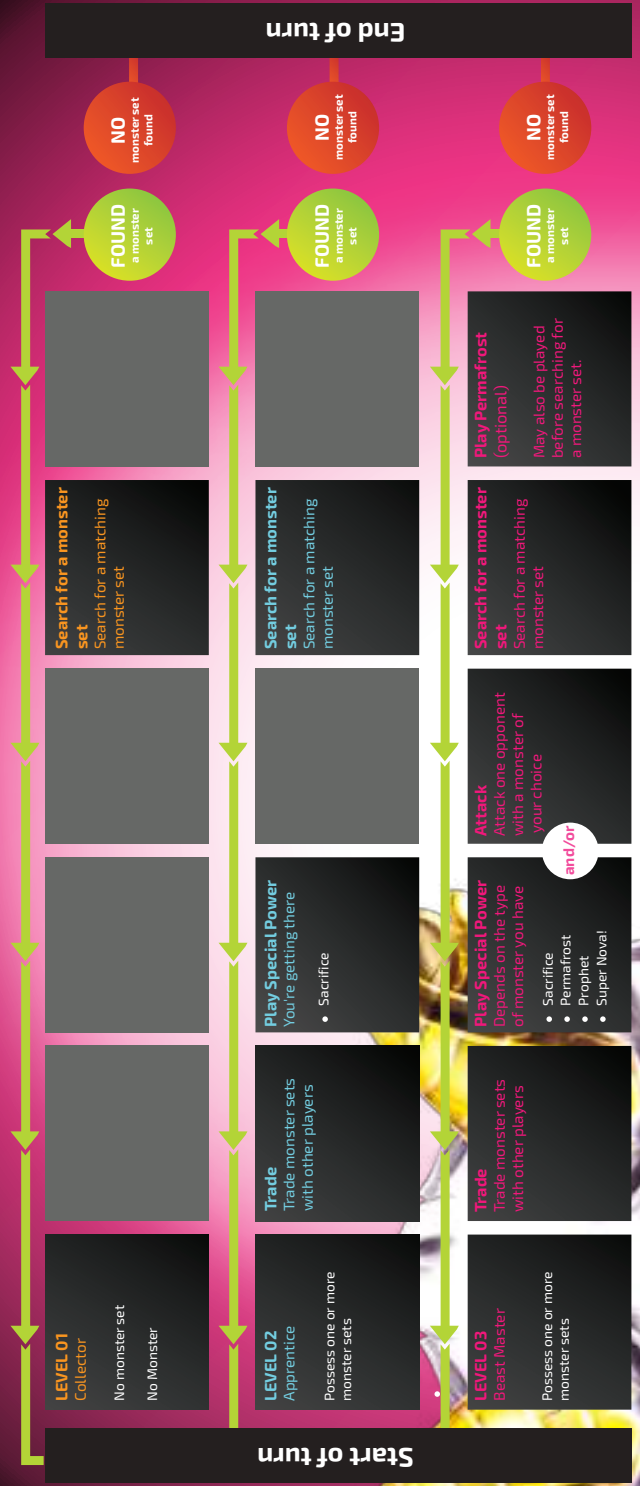 Start of turn
LEVEL 01
Collector
No monster set
No Monster
Search for a monster
set
Search for a matching
monster set
FOUND
a monster
set
NO
monster set
found
LEVEL 02
Apprentice
Possess one or more
monster sets
Trade
Trade monster sets
with other players
Play Special Power
You're getting there
• Sacrifice
Search for a monster
set
Search for a matching
monster set
FOUND
a monster
set
NO
monster set
found
•
LEVEL 03
Beast Master
Possess one or more
monster sets
Trade
Trade monster sets
with other players
Play Special Power
Depends on the type
of monster you have
• Sacrifice
• Permafrost
• Prophet
• Super Nova!
and/or
Attack
Attack one opponent
with a monster of
your choice
Search for a monster
set
Search for a matching
monster set
Play Permafrost
(optional)
May also be played
before searching for
a monster set.
FOUND
a monster
set
NO
monster set
found
End of turn